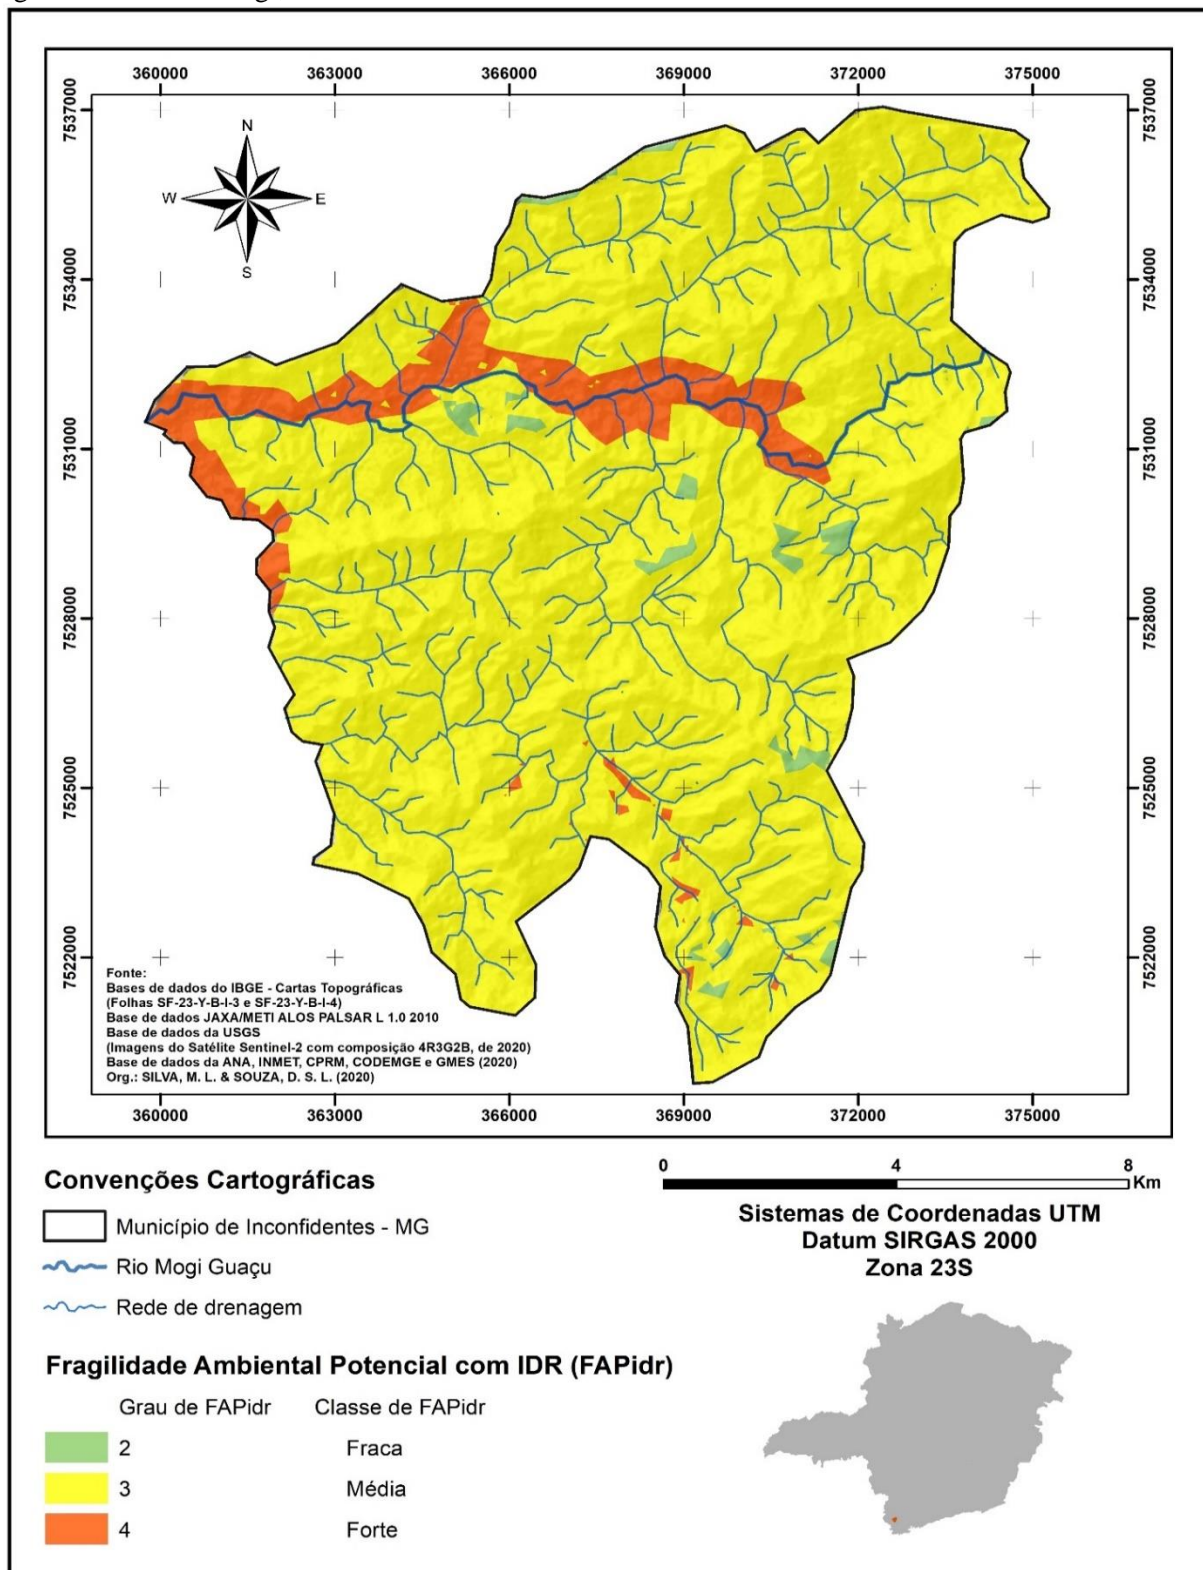 360000 363000 366000 369000 372000 375000
7537000 7537000
N
W E
S
7534000 7534000
7531000 7531000
7528000 7528000
7525000 7525000
7522000 7522000
Fonte:
Bases de dados do IBGE - Cartas Topográficas
(Folhas SF-23-Y-B-I-3 e SF-23-Y-B-I-4)
Base de dados JAXA/METI ALOS PALSAR L 1.0 2010
Base de dados da USGS
(Imagens do Satélite Sentinel-2 com composição 4R3G2B, de 2020)
Base de dados da ANA, INMET, CPRM, CODEMGE e GMES (2020)
Org.: SILVA, M. L. & SOUZA, D. S. L. (2020)
360000 363000 366000 369000 372000 375000
Convenções Cartográficas
Município de Inconfidentes - MG
Rio Mogi Guaçu
Rede de drenagem
0 4 8
Km
Sistemas de Coordenadas UTM
Datum SIRGAS 2000
Zona 23S
Fragilidade Ambiental Potencial com IDR (FAPidr)
Grau de FAPidr Classe de FAPidr
2 Fraca
3 Média
4 Forte